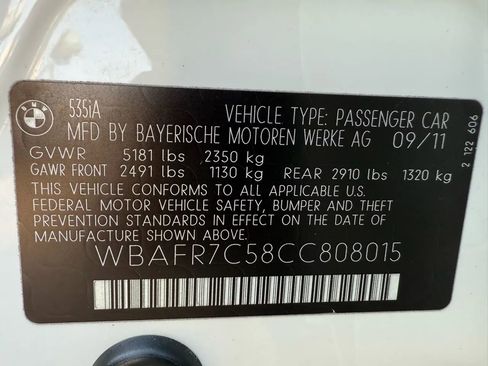 BMW
535iA
VEHICLE TYPE: PASSENGER CAR
MFD BY BAYERISCHE MOTOREN WERKE AG 09/11
GVWR 5181 lbs 2350 kg
GAWR FRONT 2491 lbs 1130 kg REAR 2910 lbs 1320 kg
THIS VEHICLE CONFORMS TO ALL APPLICABLE U.S.
FEDERAL MOTOR VEHICLE SAFETY, BUMPER AND THEFT
PREVENTION STANDARDS IN EFFECT ON THE DATE
OF MANUFACTURE SHOWN ABOVE.
WBAFR7C58CC808015
2 122 606